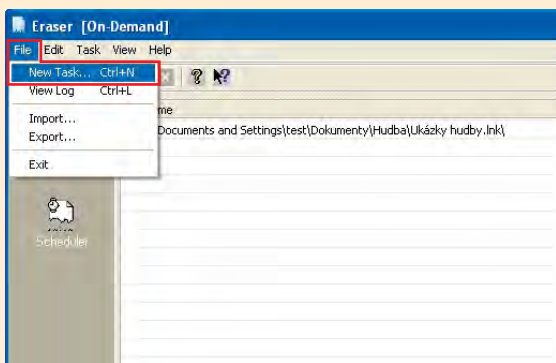 Eraser [On-Demand]
File Edit Task View Help
New Task... Ctrl+N
View Log Ctrl+L
Import...
Export...
Exit
me
Documents and Settings\test\Dokumenty\Hudba\Ukázky hudby.lnk\
Scheduler